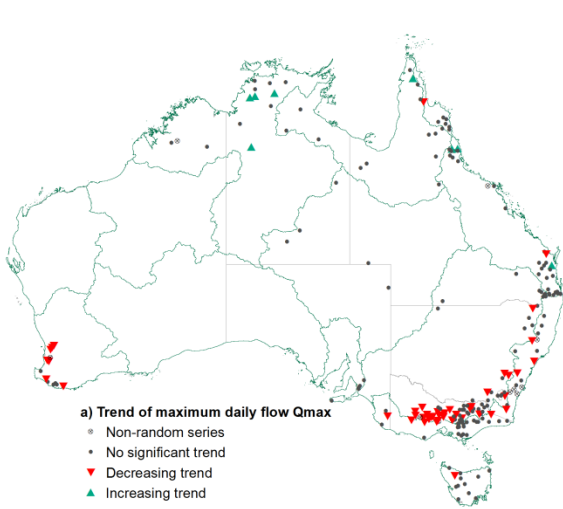 a) Trend of maximum daily flow Qmax
Non-random series
No significant trend
Decreasing trend
Increasing trend